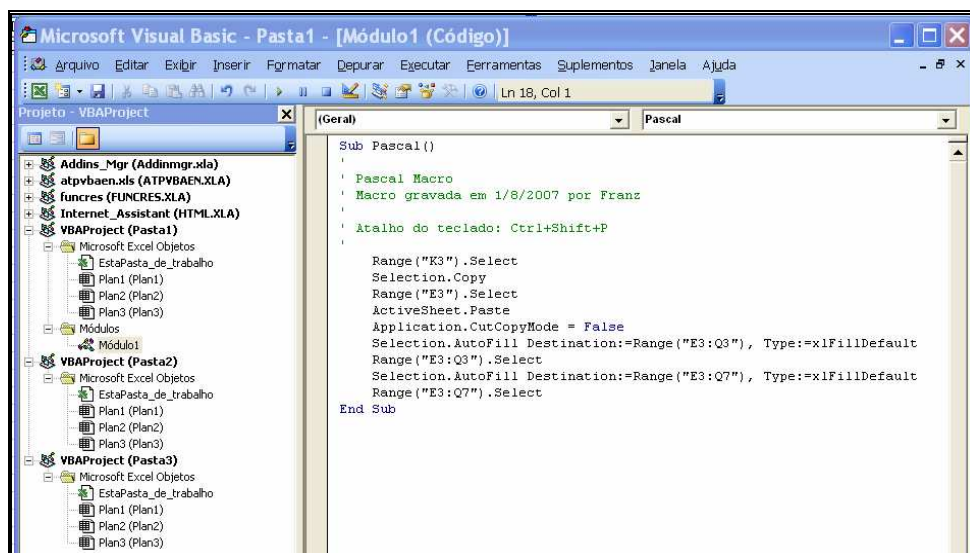 Microsoft Visual Basic - Pasta1 - [Módulo1 (Código)]
Arquivo Editar Exibir Inserir Formatar Depurar Executar Ferramentas Suplementos Janela Ajuda
Ln 18, Col 1
Projeto - VBAProject
Addins_Mgr (Addinmgr.xla)
atpvbaen.xls (ATPVBAEN.XLA)
funcres (FUNCRES.XLA)
Internet_Assistant (HTML.XLA)
VBAProject (Pasta1)
Microsoft Excel Objetos
EstaPasta_de_trabalho
Plan1 (Plan1)
Plan2 (Plan2)
Plan3 (Plan3)
Módulos
Módulo1
VBAProject (Pasta2)
Microsoft Excel Objetos
EstaPasta_de_trabalho
Plan1 (Plan1)
Plan2 (Plan2)
Plan3 (Plan3)
VBAProject (Pasta3)
Microsoft Excel Objetos
EstaPasta_de_trabalho
Plan1 (Plan1)
Plan2 (Plan2)
Plan3 (Plan3)
(Geral) Pascal
Sub Pascal()
'
' Pascal Macro
' Macro gravada em 1/8/2007 por Franz
'
' Atalho do teclado: Ctrl+Shift+P
'
Range("K3").Select
Selection.Copy
Range("E3").Select
ActiveSheet.Paste
Application.CutCopyMode = False
Selection.AutoFill Destination:=Range("E3:Q3"), Type:=xlFillDefault
Range("E3:Q3").Select
Selection.AutoFill Destination:=Range("E3:Q7"), Type:=xlFillDefault
Range("E3:Q7").Select
End Sub